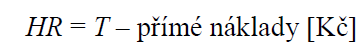 HR = T – přímé náklady [Kč]